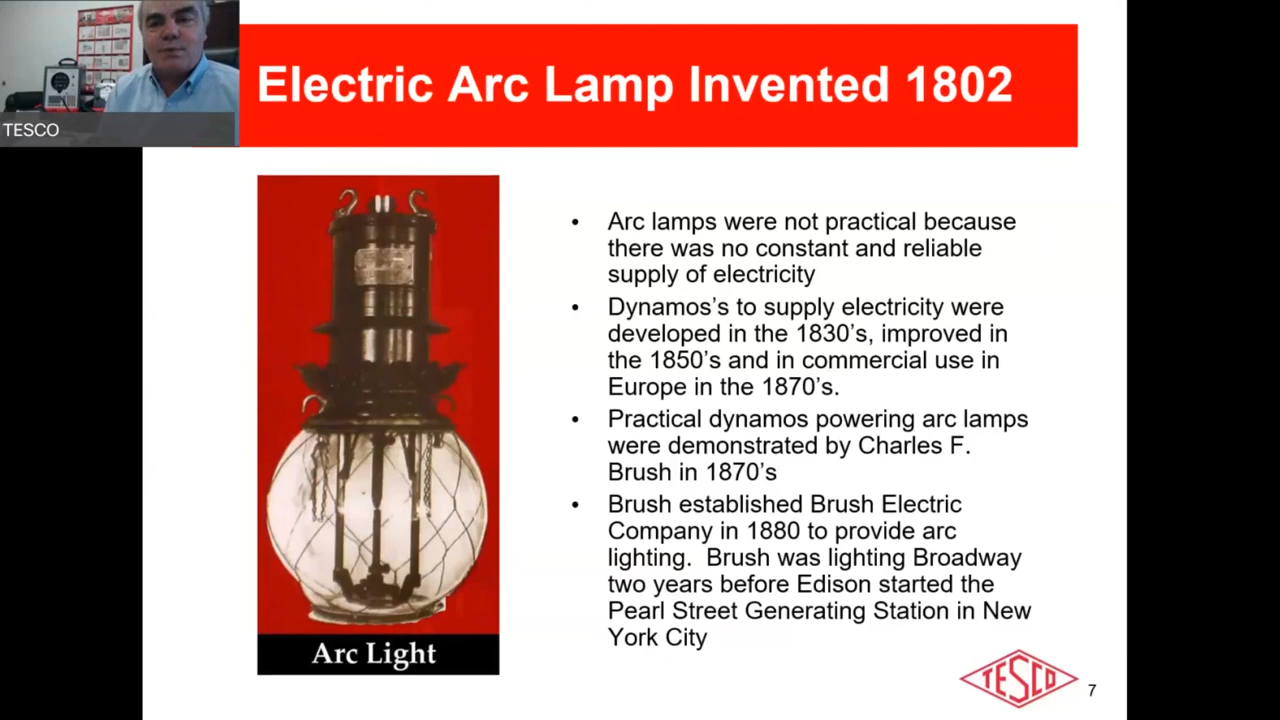 Electric Arc Lamp Invented 1802
TESCO
• Arc lamps were not practical because
there was no constant and reliable
supply of electricity
• Dynamos's to supply electricity were
developed in the 1830's, improved in
the 1850's and in commercial use in
Europe in the 1870's.
• Practical dynamos powering arc lamps
were demonstrated by Charles F.
Brush in 1870's
• Brush established Brush Electric
Company in 1880 to provide arc
lighting.  Brush was lighting Broadway
two years before Edison started the
Pearl Street Generating Station in New
York City
Arc Light
TESCO
7